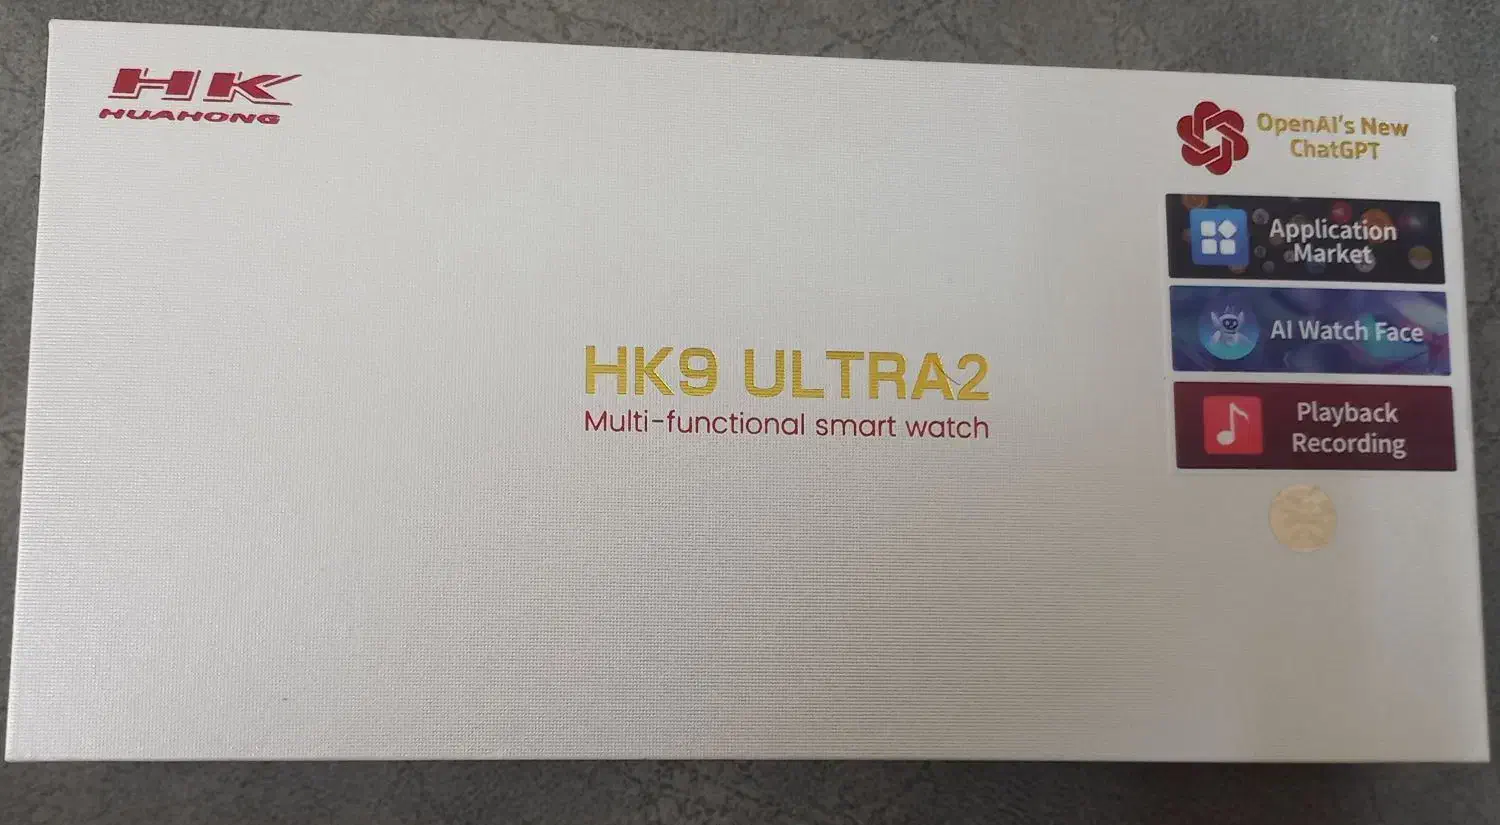 HK
HUAHONG
OpenAI's New
ChatGPT
Application
Market
AI Watch Face
Playback
Recording
HK9 ULTRA2
Multi-functional smart watch